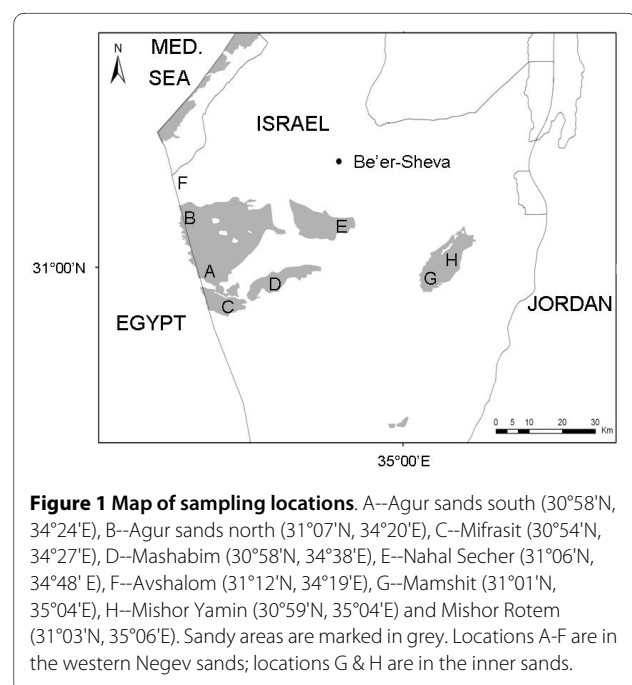 N
MED.
SEA
ISRAEL
Be'er-Sheva
F
B
E
A
H
31°00'N
D
G
C
EGYPT
JORDAN
0 5 10 20 30
Km
35°00'E
Figure 1 Map of sampling locations. A--Agur sands south (30°58'N,
34°24'E), B--Agur sands north (31°07'N, 34°20'E), C--Mifrasit (30°54'N,
34°27'E), D--Mashabim (30°58'N, 34°38'E), E--Nahal Secher (31°06'N,
34°48' E), F--Avshalom (31°12'N, 34°19'E), G--Mamshit (31°01'N,
35°04'E), H--Mishor Yamin (30°59'N, 35°04'E) and Mishor Rotem
(31°03'N, 35°06'E). Sandy areas are marked in grey. Locations A-F are in
the western Negev sands; locations G & H are in the inner sands.